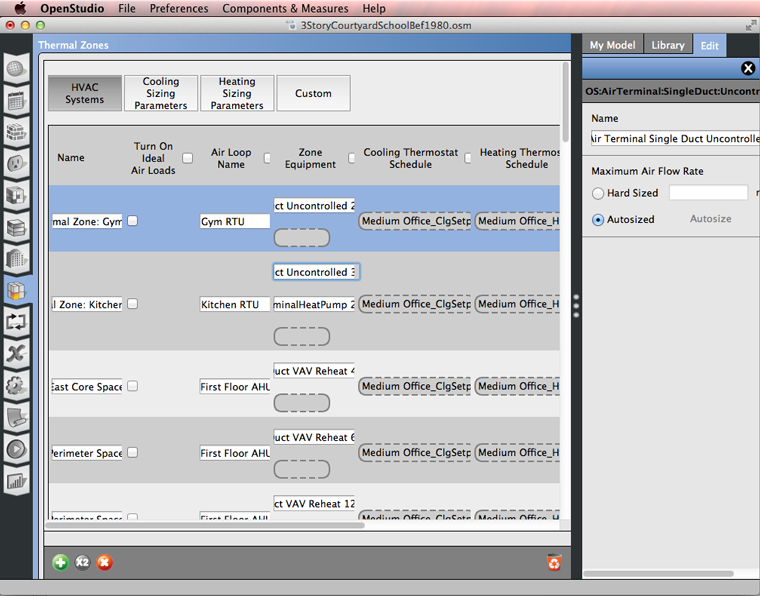 OpenStudio File Preferences Components & Measures Help
3StoryCourtyardSchoolBef1980.osm
Thermal Zones
My Model Library Edit
HVAC Systems
Cooling Sizing Parameters
Heating Sizing Parameters
Custom
OS:AirTerminal:SingleDuct:Uncontr
Name
Air Terminal Single Duct Uncontrolle
Maximum Air Flow Rate
Hard Sized
Autosized Autosize
Name
Turn On Ideal Air Loads
Air Loop Name
Zone Equipment
Cooling Thermostat Schedule
Heating Thermos Schedule
ct Uncontrolled 2
mal Zone: Gym Gym RTU Medium Office_ClgSetp Medium Office_H
ct Uncontrolled 3
l Zone: Kitchen Kitchen RTU minalHeatPump 2 Medium Office_ClgSetp Medium Office_H
uct VAV Reheat 4
East Core Space First Floor AHU Medium Office_ClgSetp Medium Office_H
uct VAV Reheat 6
Perimeter Space First Floor AHU Medium Office_ClgSetp Medium Office_H
ct VAV Reheat 12
Perimeter Space First Floor AHU Medium Office_ClgSetp Medium Office_H
X2